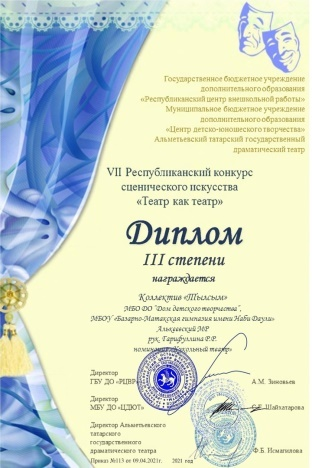 Государственное бюджетное учреждение
дополнительного образования
«Республиканский центр внешкольной работы»
Муниципальное бюджетное учреждение
дополнительного образования
«Центр детско-юношеского творчества»
Альметьевский татарский государственный
драматический театр
VII Республиканский конкурс
сценического искусства
«Театр как театр»
Диплом
III степени
награждается
Коллектив «Тылсым»
МБО ДО "Дом детского творчества",
МБОУ «Базарно-Матакская гимназия имени Наби Даули»
Алькеевский МР
рук. Гарифуллина Р.Р.
номинация «Кукольный театр»
Директор
ГБУ ДО «РЦВР» А.М. Зиновьев
Директор
МБУ ДО «ЦДЮТ» Шайхатарова
Директор Альметьевского
татарского
государственного
драматического театра Ф.Б. Исмагилова
Приказ №113 от 09.04.2021г. 2021 год